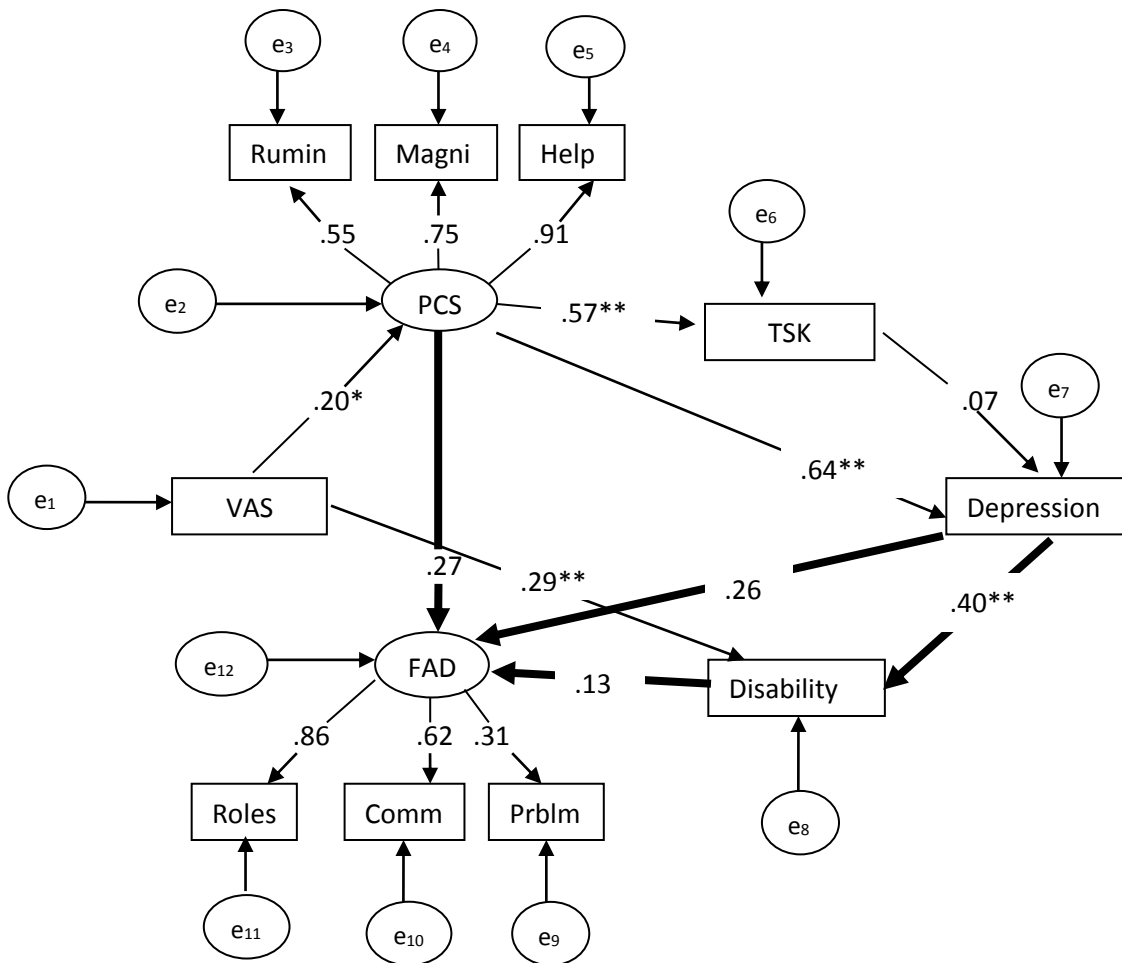 e3
e4
e5
Rumin
Magni
Help
e6
.55
.75
.91
e2
PCS
.57**
TSK
.20*
.07
e7
.64**
e1
VAS
Depression
.27
.29**
.26
.40**
e12
FAD
.13
Disability
.86
.62
.31
Roles
Comm
Prblm
e8
e11
e10
e9